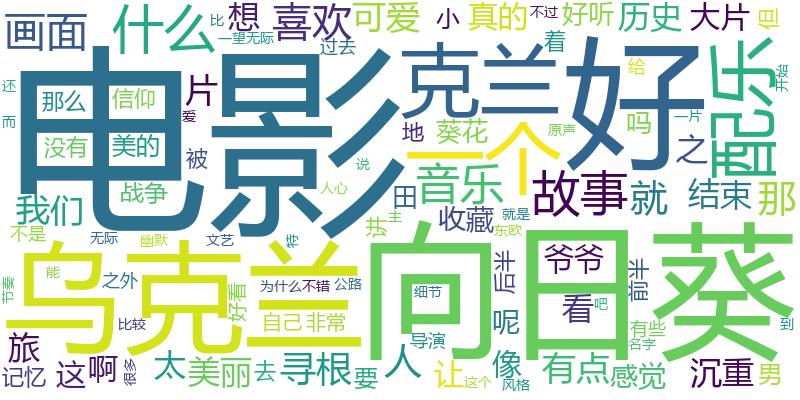 画面
什么
比
一望无际
想
喜欢
过去
可爱
小
真的
不过
好听
着
历史
大片
但
还
而
电影
那么
信仰
片
爱
没有
美的
战争
被
克兰
好
给
吗
配乐
开始
地
葵花
原声
一片
之
一个
说
人心
音乐
田
故事
就
结束
那
我们
收藏
讲
主
就是
东欧
不是
无际
幽默
文艺
特
乌克兰
向日葵
节奏
能
之外
为什么
不错
公路
好看
自己
非常
比较
细节
后半
爷爷
看
前半
吧
到
有些
名字
旅
记忆
这
啊
很多
太
美丽
去
寻根
要
人
导演
让
这个
呢
像
风格
有点
感觉
沉重
男